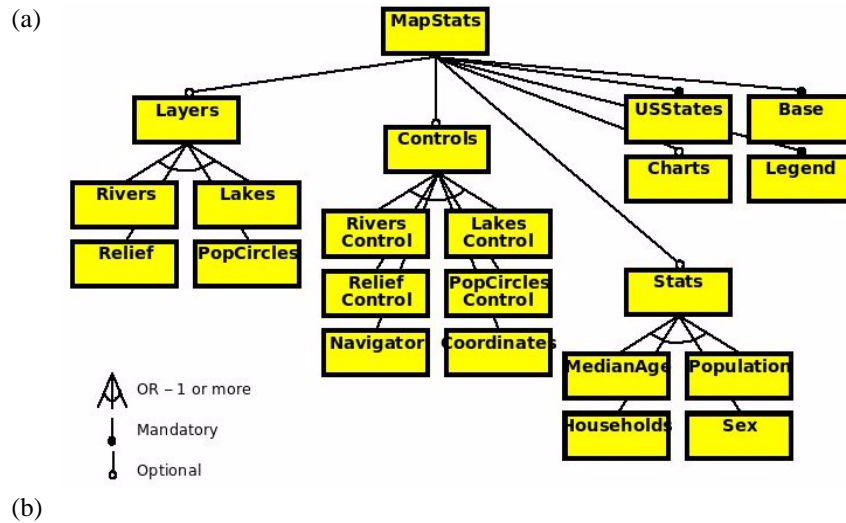 (a)
MapStats
Layers
Controls
USStates
Base
Charts
Legend
Rivers
Lakes
Relief
PopCircles
Rivers
Control
Lakes
Control
Relief
Control
PopCircles
Control
Navigator
Coordinates
Stats
MedianAge
Population
Households
Sex
OR – 1 or more
Mandatory
Optional
(b)